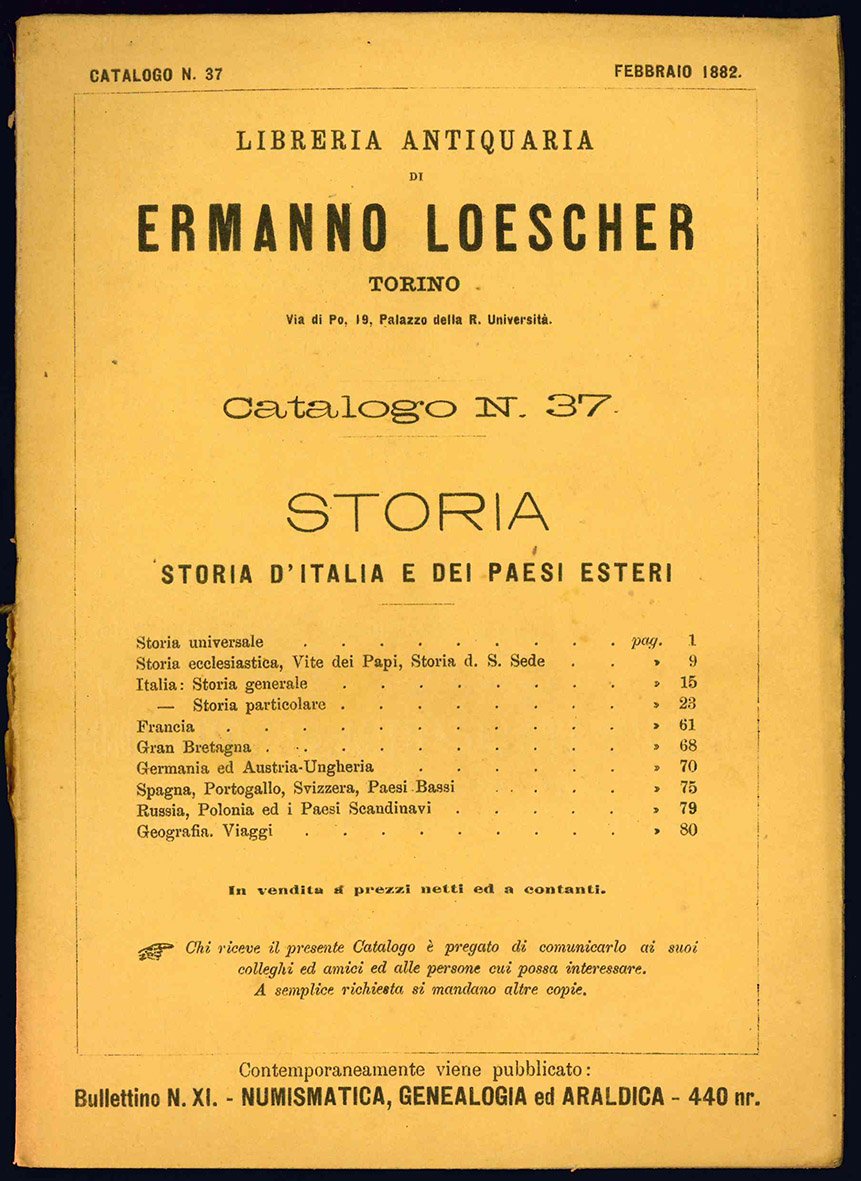 CATALOGO N. 37
FEBBRAIO 1882.
LIBRERIA ANTIQUARIA
DI
ERMANNO LOESCHER
TORINO
Via di Po, 19, Palazzo della R. Università.
Catalogo N. 37.
STORIA
STORIA D'ITALIA E DEI PAESI ESTERI
Storia universale . . . . . . . . . . pag. 1
Storia ecclesiastica, Vite dei Papi, Storia d. S. Sede . . » 9
Italia: Storia generale . . . . . . . . » 15
— Storia particolare . . . . . . . . » 23
Francia . . . . . . . . . . . » 61
Gran Bretagna . . . . . . . . . . » 68
Germania ed Austria-Ungheria . . . . . . » 70
Spagna, Portogallo, Svizzera, Paesi Bassi . . . . . » 75
Russia, Polonia ed i Paesi Scandinavi . . . . . » 79
Geografia. Viaggi . . . . . . . . . » 80
In vendita a prezzi netti ed a contanti.
☞ Chi riceve il presente Catalogo è pregato di comunicarlo ai suoi
colleghi ed amici ed alle persone cui possa interessare.
A semplice richiesta si mandano altre copie.
Contemporaneamente viene pubblicato:
Bullettino N. XI. - NUMISMATICA, GENEALOGIA ed ARALDICA - 440 nr.